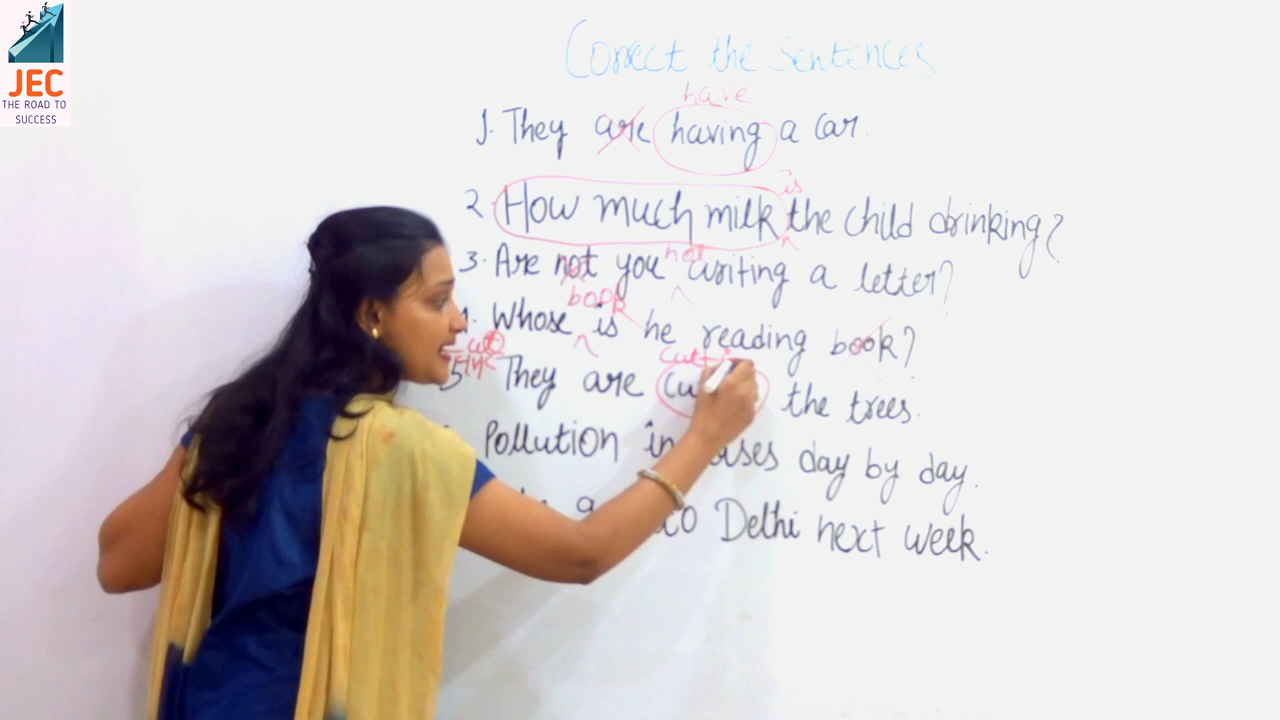 JEC
THE ROAD TO
SUCCESS
Correct the Sentences
have
1. They are having a car.
is
2 How much milk the child drinking?
not
3. Are not you writing a letter?
book
Whose is he reading book?
cut
5. They are the trees.
Pollution day by day.
Delhi next week.